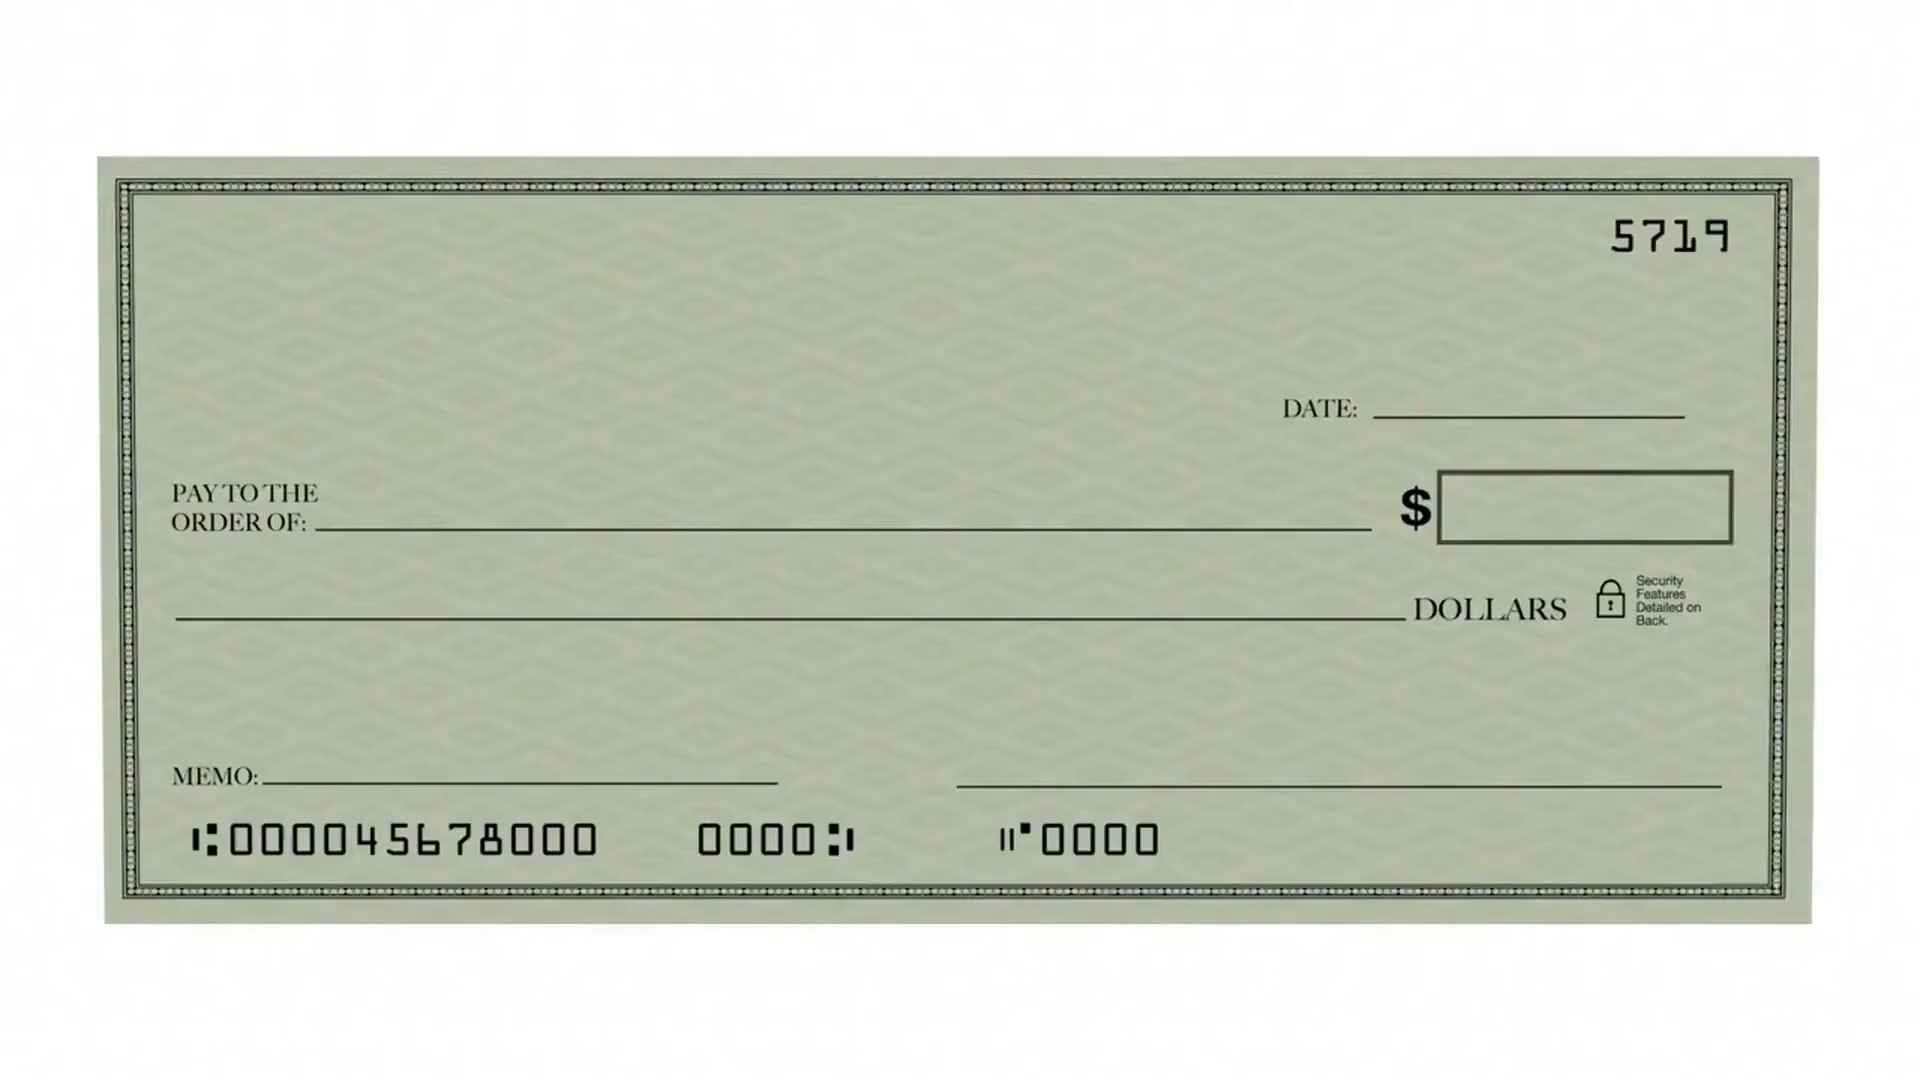 5719
DATE:
PAY TO THE
ORDER OF:
$
DOLLARS
Security
Features
Detailed on
Back.
MEMO:
⑆000045678000 0000⑆ ⑈0000